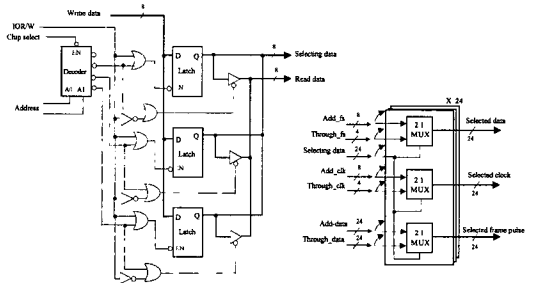 Write data
8
IOR/W
Chip select
EN
Decoder
A0 A1
Address
D Q
Latch
N
D Q
Latch
D Q
Latch
EN
8
Selecting data
8
Read data
X 24
Add_fs
8
Through_fs
4
Selecting data
24
Add_clk
8
Through_clk
4
Add-data
24
Through_data
24
2 1
MUX
2 1
MUX
2 1
MUX
Selected data
24
Selected clock
24
Selected frame pulse
24